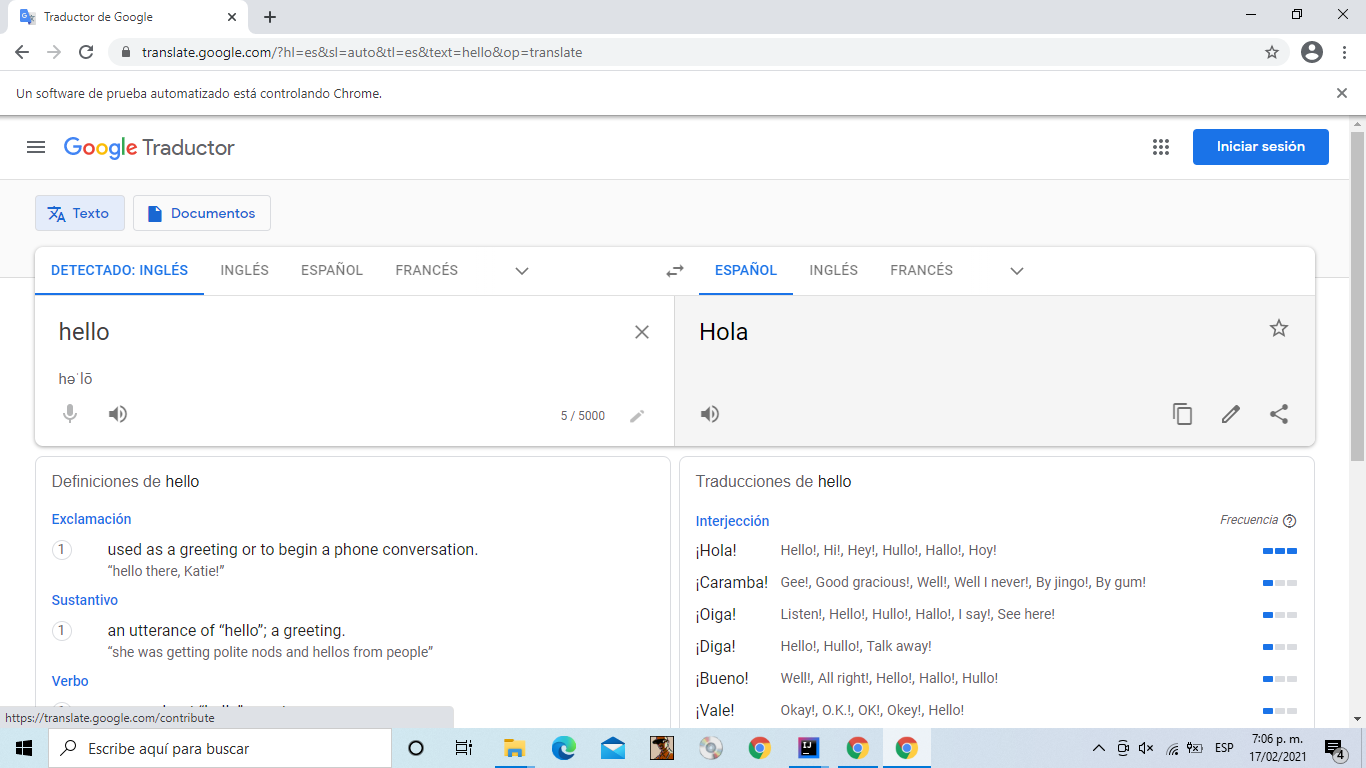 Traductor de Google
translate.google.com/?hl=es&sl=auto&tl=es&text=hello&op=translate
Un software de prueba automatizado está controlando Chrome.
Google Traductor
Iniciar sesión
Texto
Documentos
DETECTADO: INGLÉS INGLÉS ESPAÑOL FRANCÉS
ESPAÑOL INGLÉS FRANCÉS
hello
həˈlō
5 / 5000
Hola
Definiciones de hello
Exclamación
1 used as a greeting or to begin a phone conversation.
“hello there, Katie!”
Sustantivo
1 an utterance of “hello”; a greeting.
“she was getting polite nods and hellos from people”
Verbo
Traducciones de hello
Interjección Frecuencia
¡Hola! Hello!, Hi!, Hey!, Hullo!, Hallo!, Hoy!
¡Caramba! Gee!, Good gracious!, Well!, Well I never!, By jingo!, By gum!
¡Oiga! Listen!, Hello!, Hullo!, Hallo!, I say!, See here!
¡Diga! Hello!, Hullo!, Talk away!
¡Bueno! Well!, All right!, Hello!, Hallo!, Hullo!
¡Vale! Okay!, O.K.!, OK!, Okey!, Hello!
https://translate.google.com/contribute
Escribe aquí para buscar
ESP
7:06 p. m.
17/02/2021
4